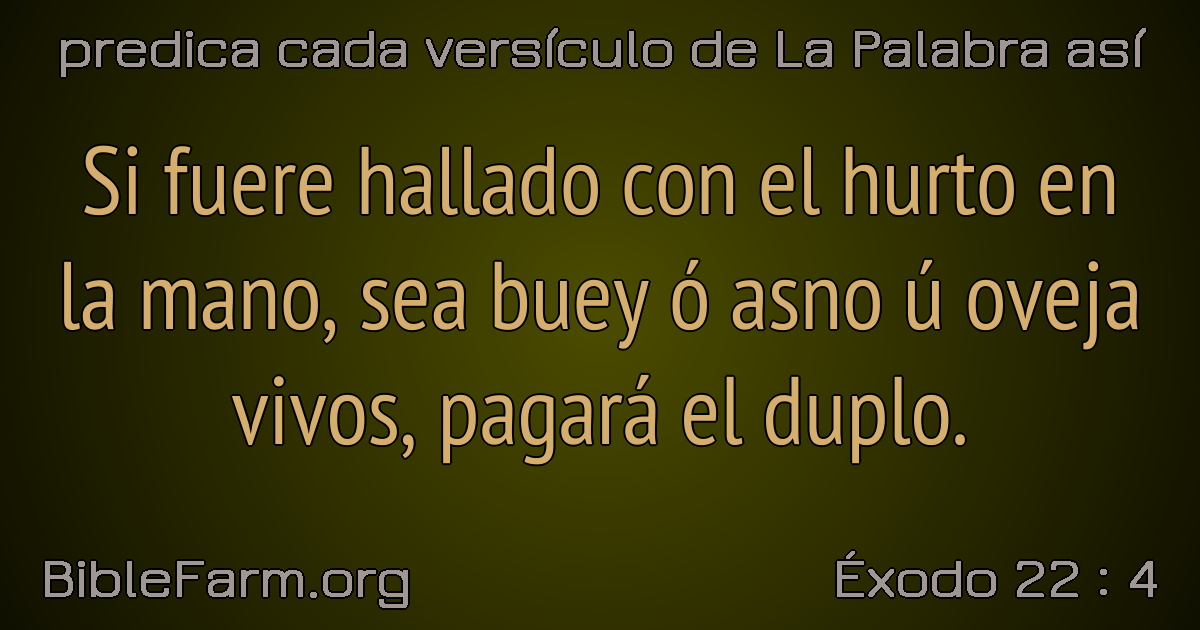 predica cada versículo de La Palabra así
Si fuere hallado con el hurto en
la mano, sea buey ó asno ú oveja
vivos, pagará el duplo.
BibleFarm.org
Éxodo 22 : 4